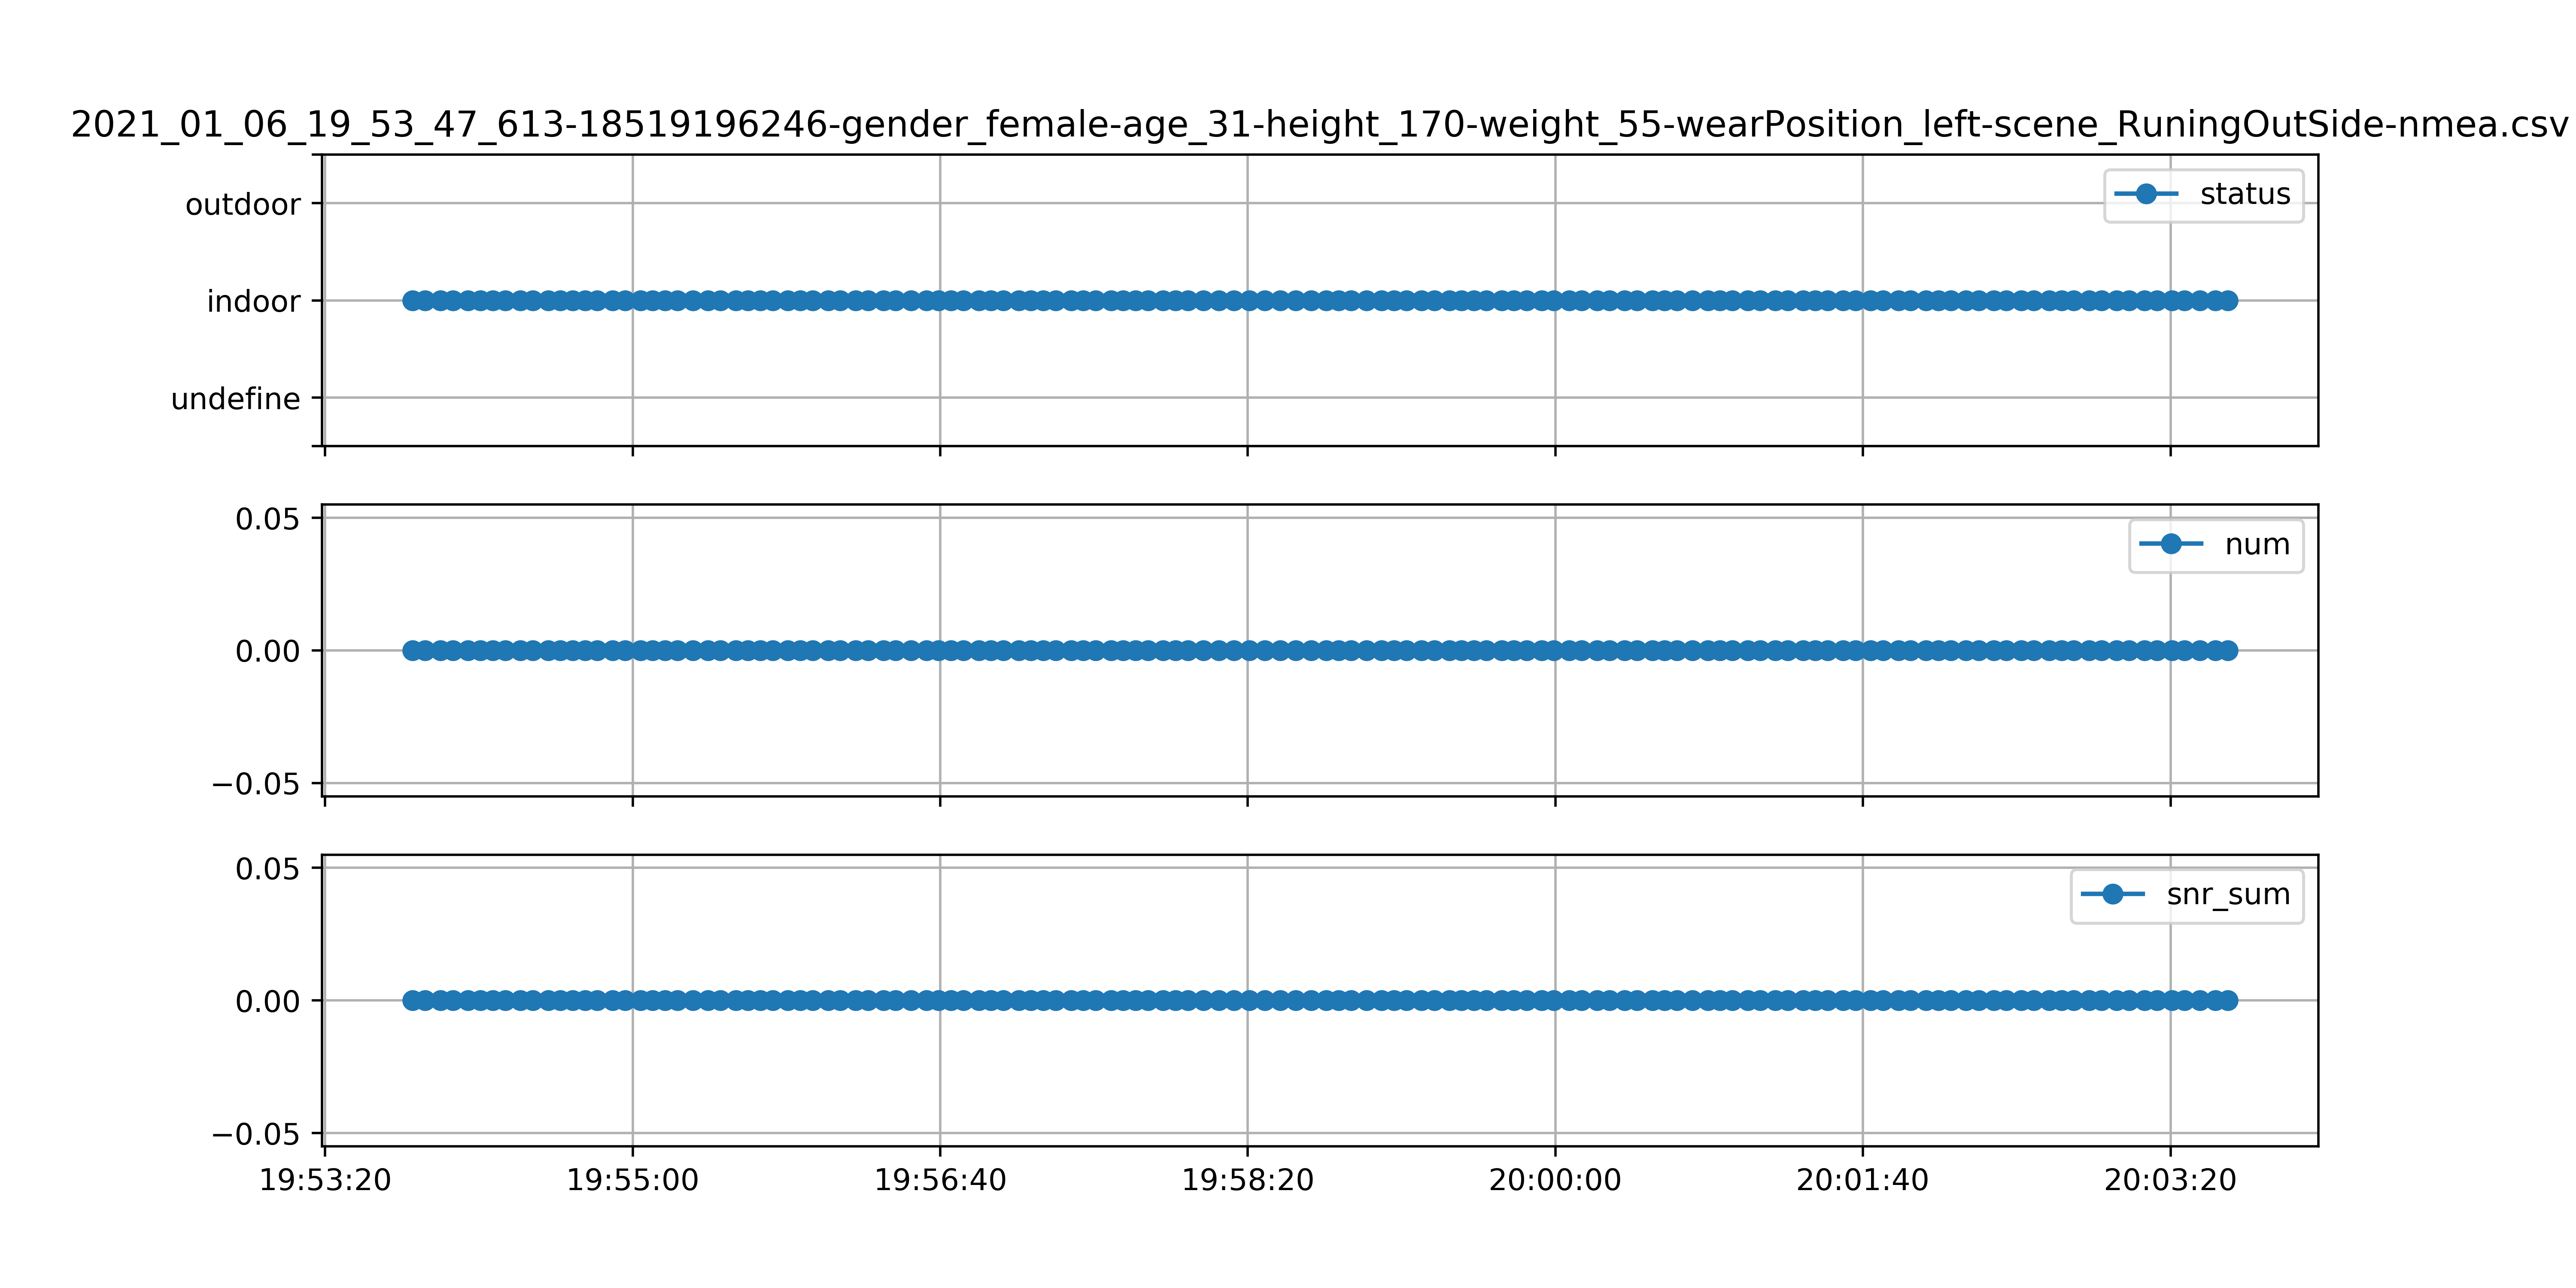 2021_01_06_19_53_47_613-18519196246-gender_female-age_31-height_170-weight_55-wearPosition_left-scene_RuningOutSide-nmea.csv
outdoor
status
indoor
undefine
0.05
num
0.00
−0.05
0.05
snr_sum
0.00
−0.05
19:53:20 19:55:00 19:56:40 19:58:20 20:00:00 20:01:40 20:03:20